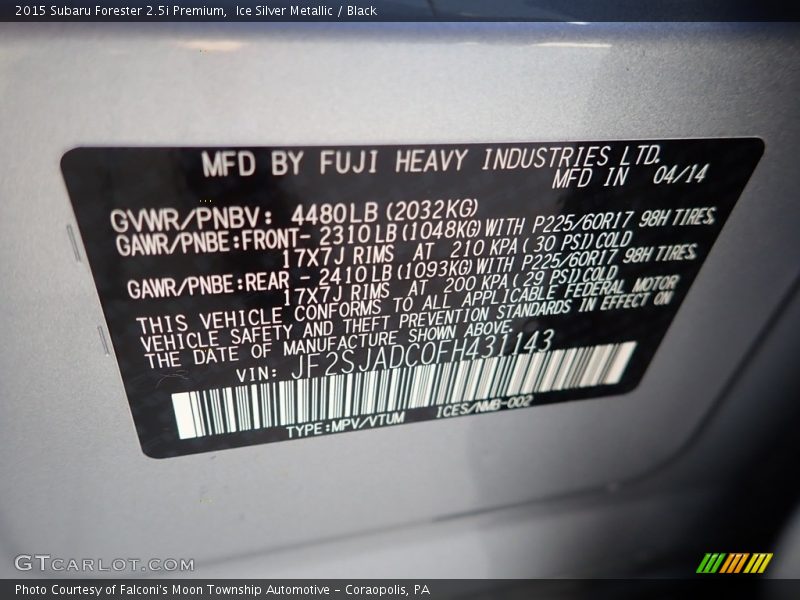 2015 Subaru Forester 2.5i Premium,  Ice Silver Metallic / Black
MFD BY FUJI HEAVY INDUSTRIES LTD.
MFD IN 04/14
GVWR/PNBV: 4480LB (2032KG)
GAWR/PNBE:FRONT- 2310LB (1048KG) WITH P225/60R17 98H TIRES,
17X7J RIMS AT 210 KPA ( 30 PSI) COLD
GAWR/PNBE:REAR - 2410LB (1093KG) WITH P225/60R17 98H TIRES,
17X7J RIMS AT 200 KPA ( 29 PSI) COLD
THIS VEHICLE CONFORMS TO ALL APPLICABLE FEDERAL MOTOR
VEHICLE SAFETY AND THEFT PREVENTION STANDARDS IN EFFECT ON
THE DATE OF MANUFACTURE SHOWN ABOVE.
VIN: JF2SJADC0FH431143
TYPE:MPV/VTUM ICES/NMB-002
GTCARLOT.COM
Photo Courtesy of Falconi's Moon Township Automotive – Coraopolis, PA